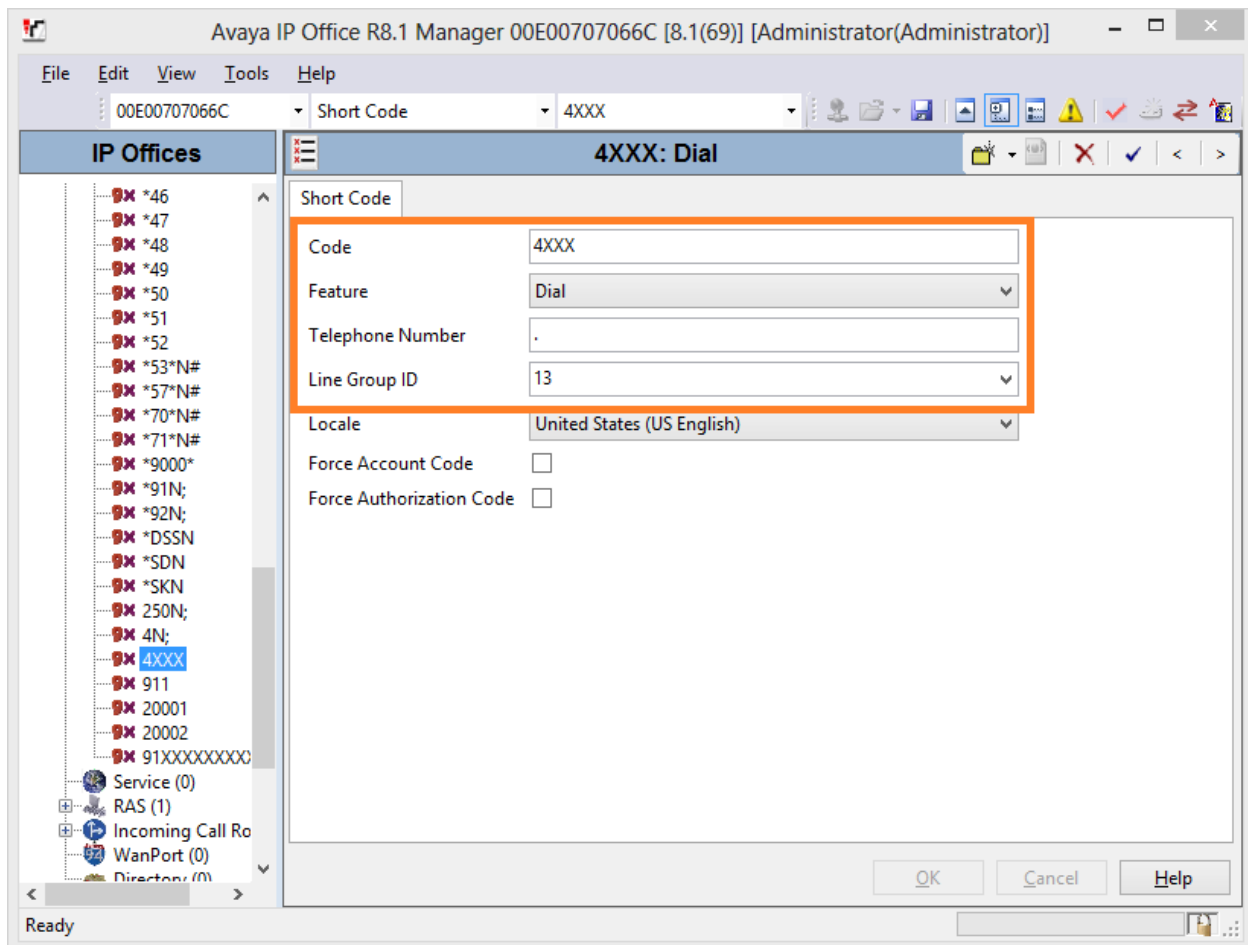 Avaya IP Office R8.1 Manager 00E00707066C [8.1(69)] [Administrator(Administrator)]
File Edit View Tools Help
00E00707066C Short Code 4XXX
IP Offices
4XXX: Dial
*46
*47
*48
*49
*50
*51
*52
*53*N#
*57*N#
*70*N#
*71*N#
*9000*
*91N;
*92N;
*DSSN
*SDN
*SKN
250N;
4N;
4XXX
911
20001
20002
91XXXXXXXX
Service (0)
RAS (1)
Incoming Call Ro
WanPort (0)
Directory (0)
Short Code
Code 4XXX
Feature Dial
Telephone Number .
Line Group ID 13
Locale United States (US English)
Force Account Code
Force Authorization Code
OK Cancel Help
Ready